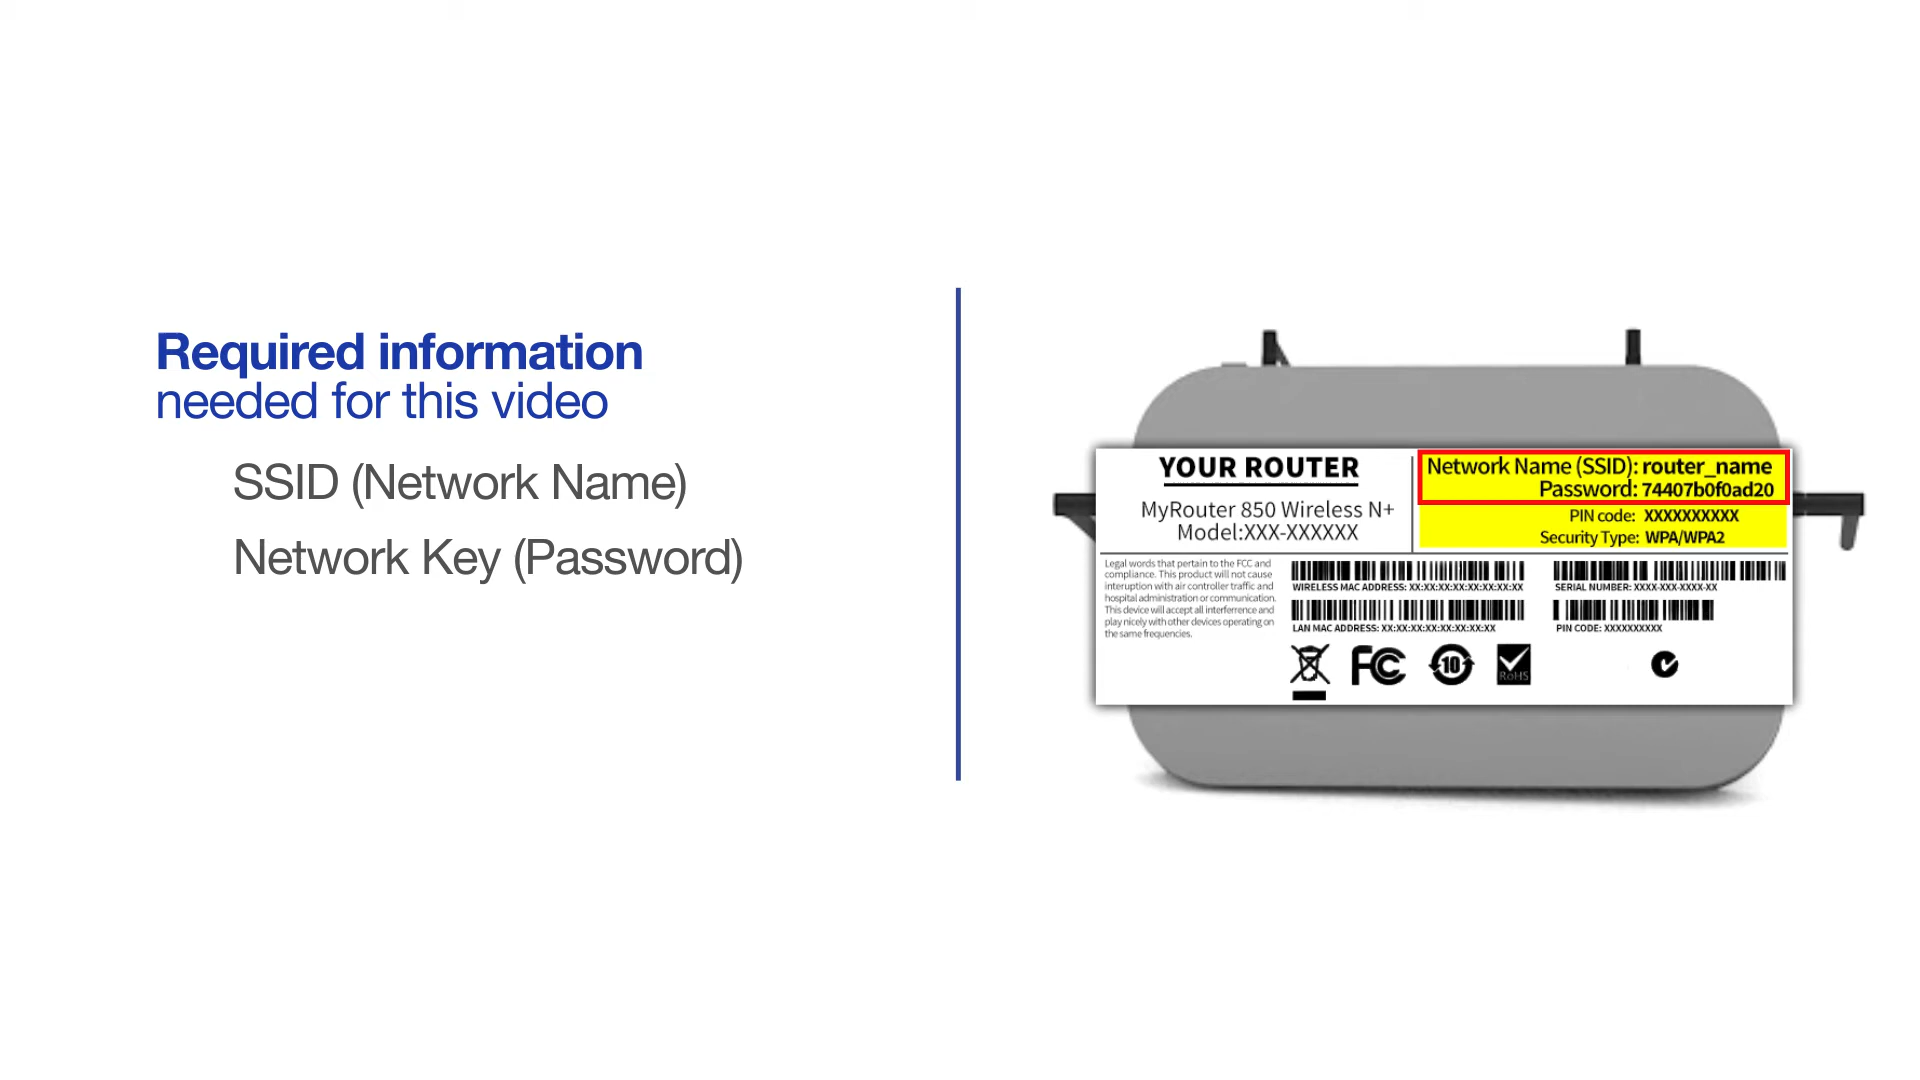 Required information
needed for this video
SSID (Network Name)
Network Key (Password)
YOUR ROUTER
MyRouter 850 Wireless N+
Model:XXX-XXXXXX
Network Name (SSID): router_name
Password: 74407b0f0ad20
PIN code: XXXXXXXXXX
Security Type: WPA/WPA2
Legal words that pertain to the FCC and
compliance. This product will not cause
interuption with air controller traffic and
hospital administration or communication.
This device will accept all interferrence and
play nicely with other devices operating on
the same frequencies.
WIRELESS MAC ADDRESS: XX:XX:XX:XX:XX:XX:XX:XX
LAN MAC ADDRESS: XX:XX:XX:XX:XX:XX:XX:XX
SERIAL NUMBER: XXXX-XXX-XXXX-XX
PIN CODE: XXXXXXXXXX
FC
10
RoHS